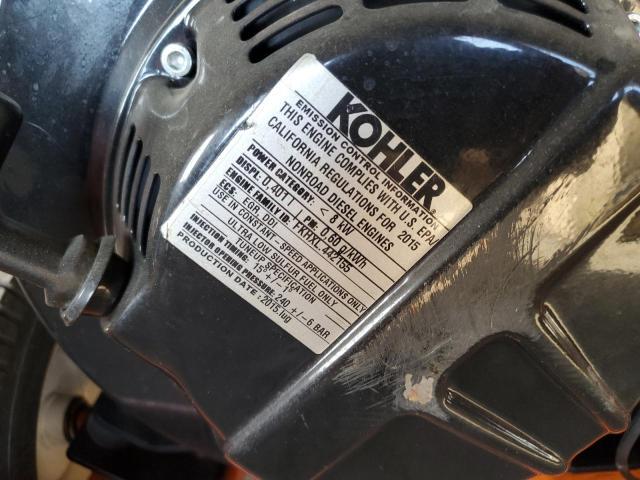 KOHLER
EMISSION CONTROL INFORMATION
THIS ENGINE COMPLIES WITH U.S. EPA/
CALIFORNIA REGULATIONS FOR 2015
NONROAD DIESEL ENGINES
POWER CATEGORY: < 8 kW
DISPL: 0,401 l PM: 0.60 g/kWh
ENGINE FAMILY ID:
ECS: EGR, DDI
USE IN CONSTANT - SPEED APPLICATIONS ONLY
ULTRA LOW SULFUR FUEL ONLY
TUNEUP SPECIFICATION
INJECTION TIMING: 15° +/- 1°
INJECTOR OPENING PRESSURE: 240 +/-6 BAR
PRODUCTION DATE : 2015.lug